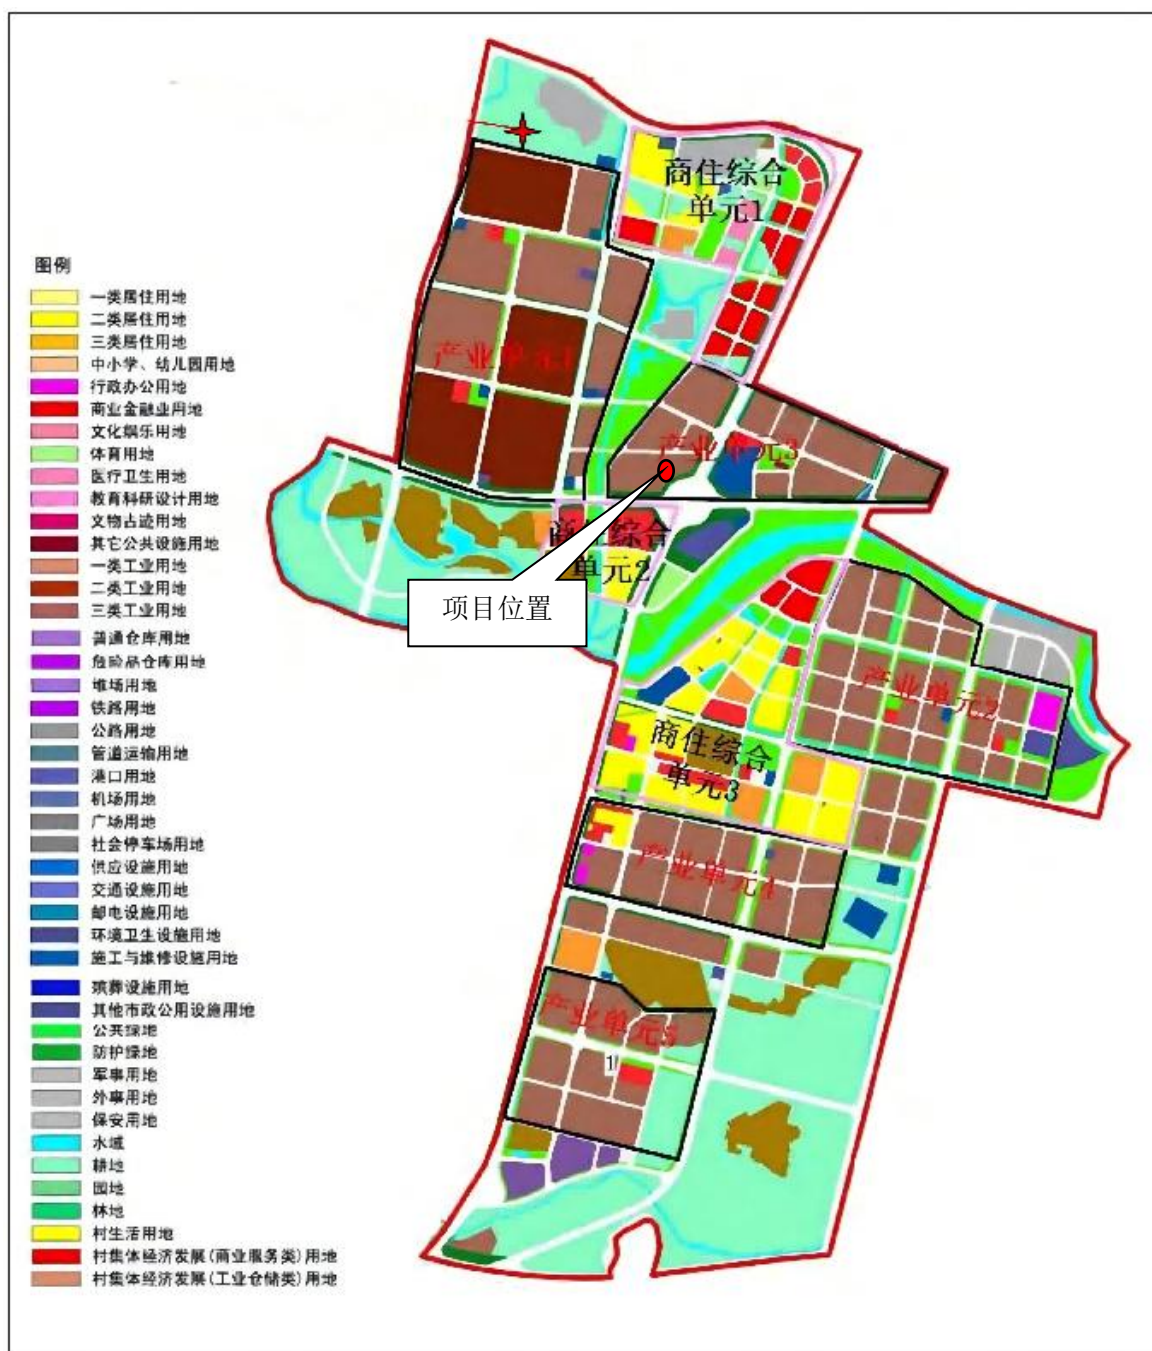 商住综合
单元1
图例
一类居住用地
二类居住用地
三类居住用地
中小学、幼儿园用地
行政办公用地
商业金融业用地
文化娱乐用地
体育用地
医疗卫生用地
教育科研设计用地
文物古迹用地
其它公共设施用地
一类工业用地
二类工业用地
三类工业用地
普通仓库用地
危险品仓库用地
堆场用地
铁路用地
公路用地
管道运输用地
港口用地
机场用地
广场用地
社会停车场用地
供应设施用地
交通设施用地
邮电设施用地
环境卫生设施用地
施工与维修设施用地
殡葬设施用地
其他市政公用设施用地
公共绿地
防护绿地
军事用地
外事用地
保安用地
水域
耕地
园地
林地
村生活用地
村集体经济发展(商业服务类)用地
村集体经济发展(工业仓储类)用地
产业单元1
产业单元3
商住综合
单元2
项目位置
产业单元2
商住综合
单元3
产业单元4
产业单元5